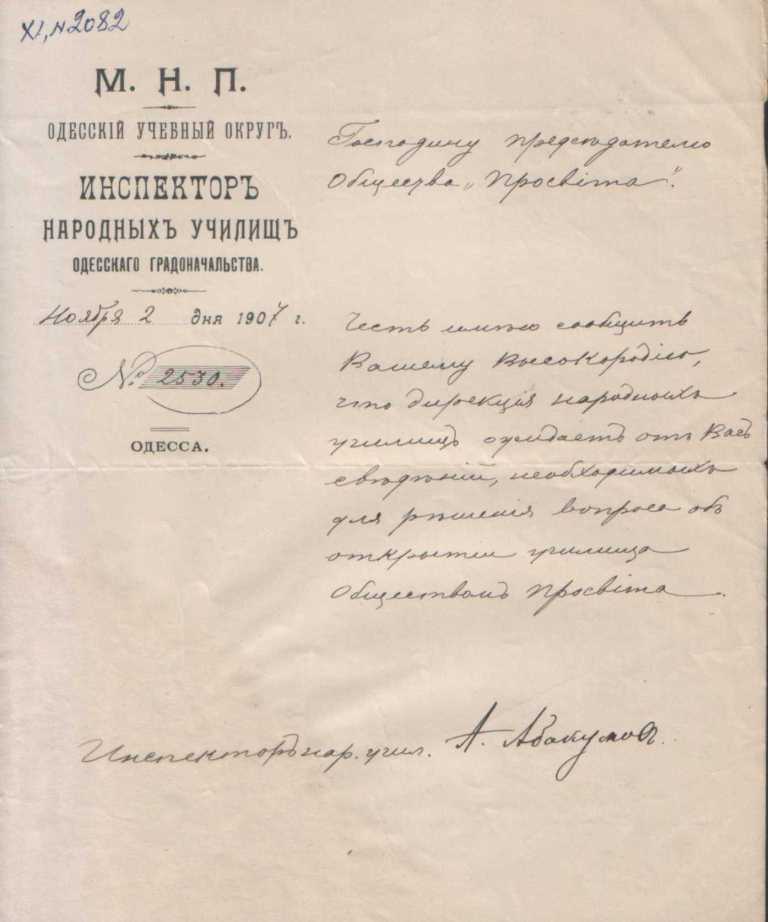 XI, N 2082
М. Н. П.
ОДЕССКІЙ УЧЕБНЫЙ ОКРУГЪ.
ИНСПЕКТОРЪ
НАРОДНЫХЪ УЧИЛИЩЪ
ОДЕССКАГО ГРАДОНАЧАЛЬСТВА.
Ноября 2 дня 1907 г.
№ 2530.
ОДЕССА.
Господину председателю
Общества „Просвіта".
Честь имѣю сообщить
Вашему Высокородію,
что дирекція народныхъ
училищъ ожидаетъ отъ Васъ
свѣдѣній, необходимыхъ
для рѣшенія вопроса объ
открытіи училища
Обществомъ Просвіта.
Инспекторъ нар. учил. А. Абакумов.